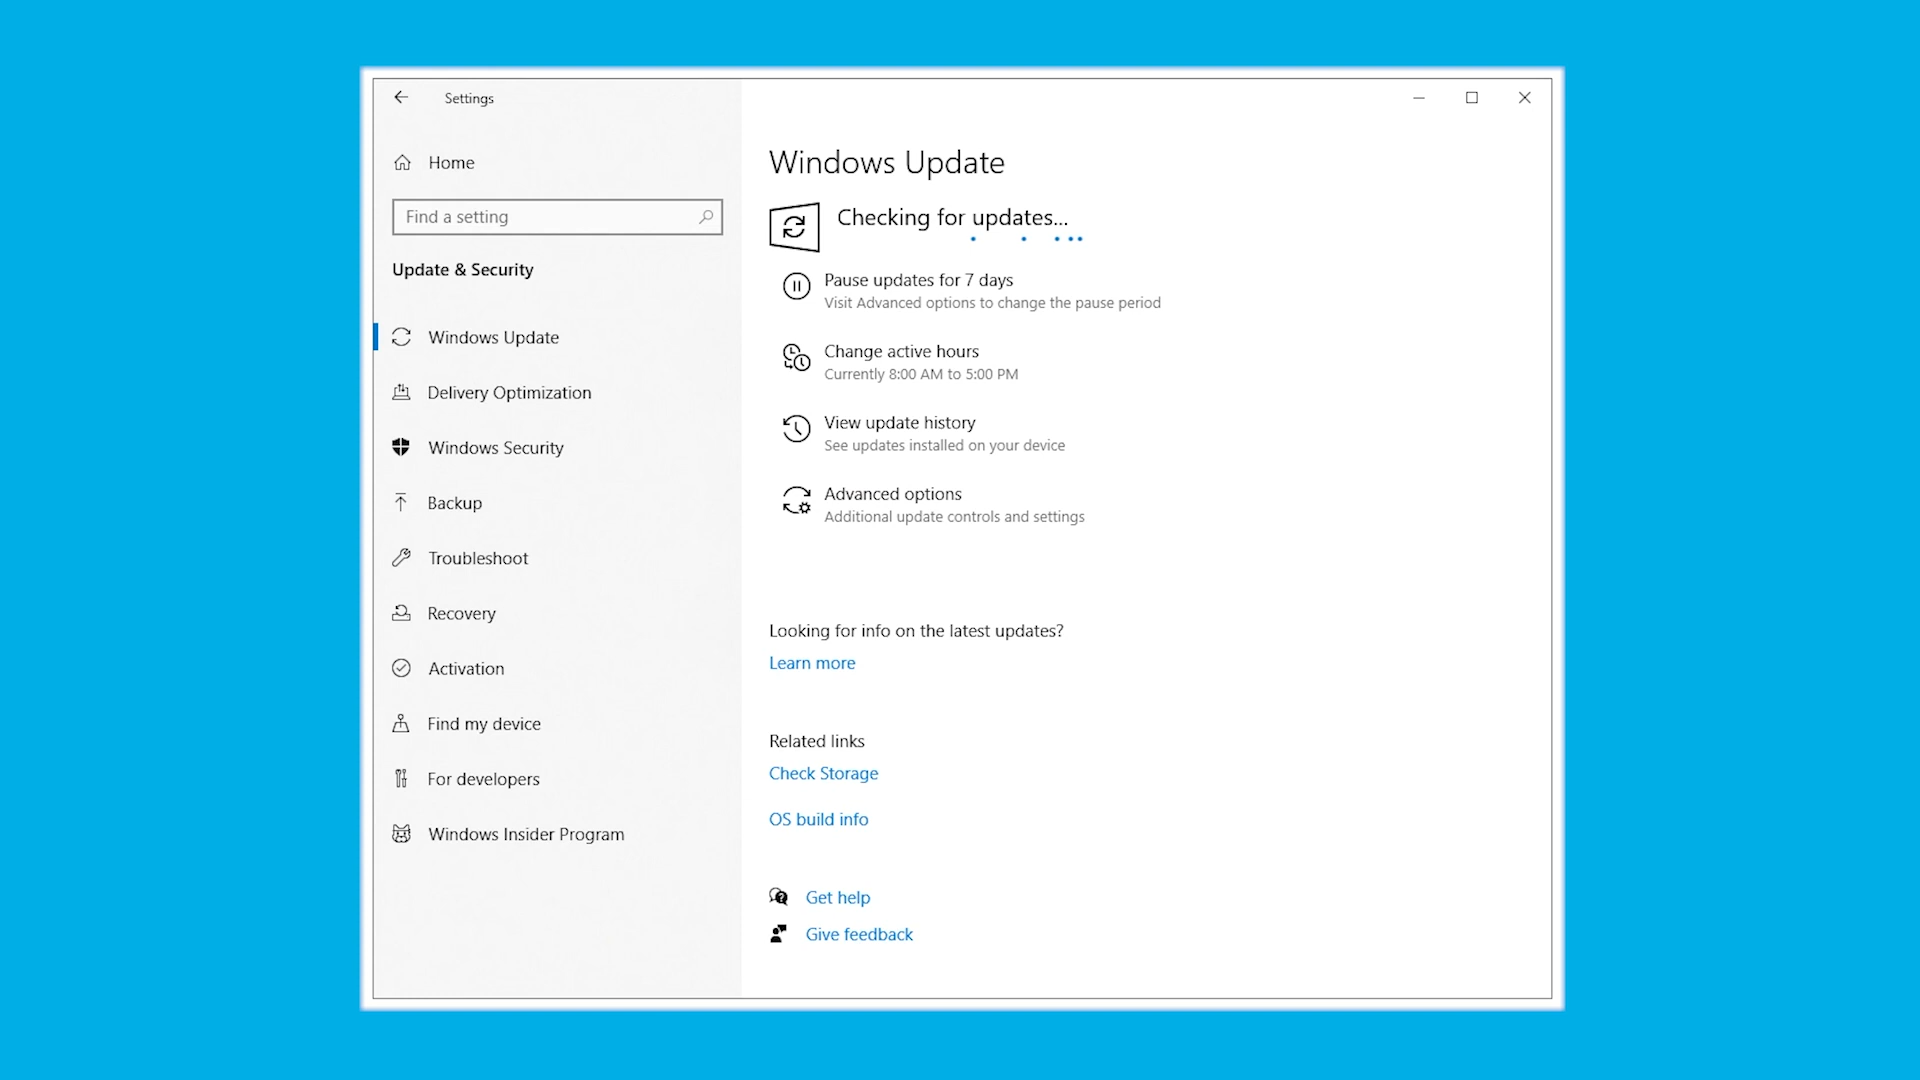 Settings
Home
Find a setting
Update & Security
Windows Update
Delivery Optimization
Windows Security
Backup
Troubleshoot
Recovery
Activation
Find my device
For developers
Windows Insider Program
Windows Update
Checking for updates...
Pause updates for 7 days
Visit Advanced options to change the pause period
Change active hours
Currently 8:00 AM to 5:00 PM
View update history
See updates installed on your device
Advanced options
Additional update controls and settings
Looking for info on the latest updates?
Learn more
Related links
Check Storage
OS build info
Get help
Give feedback